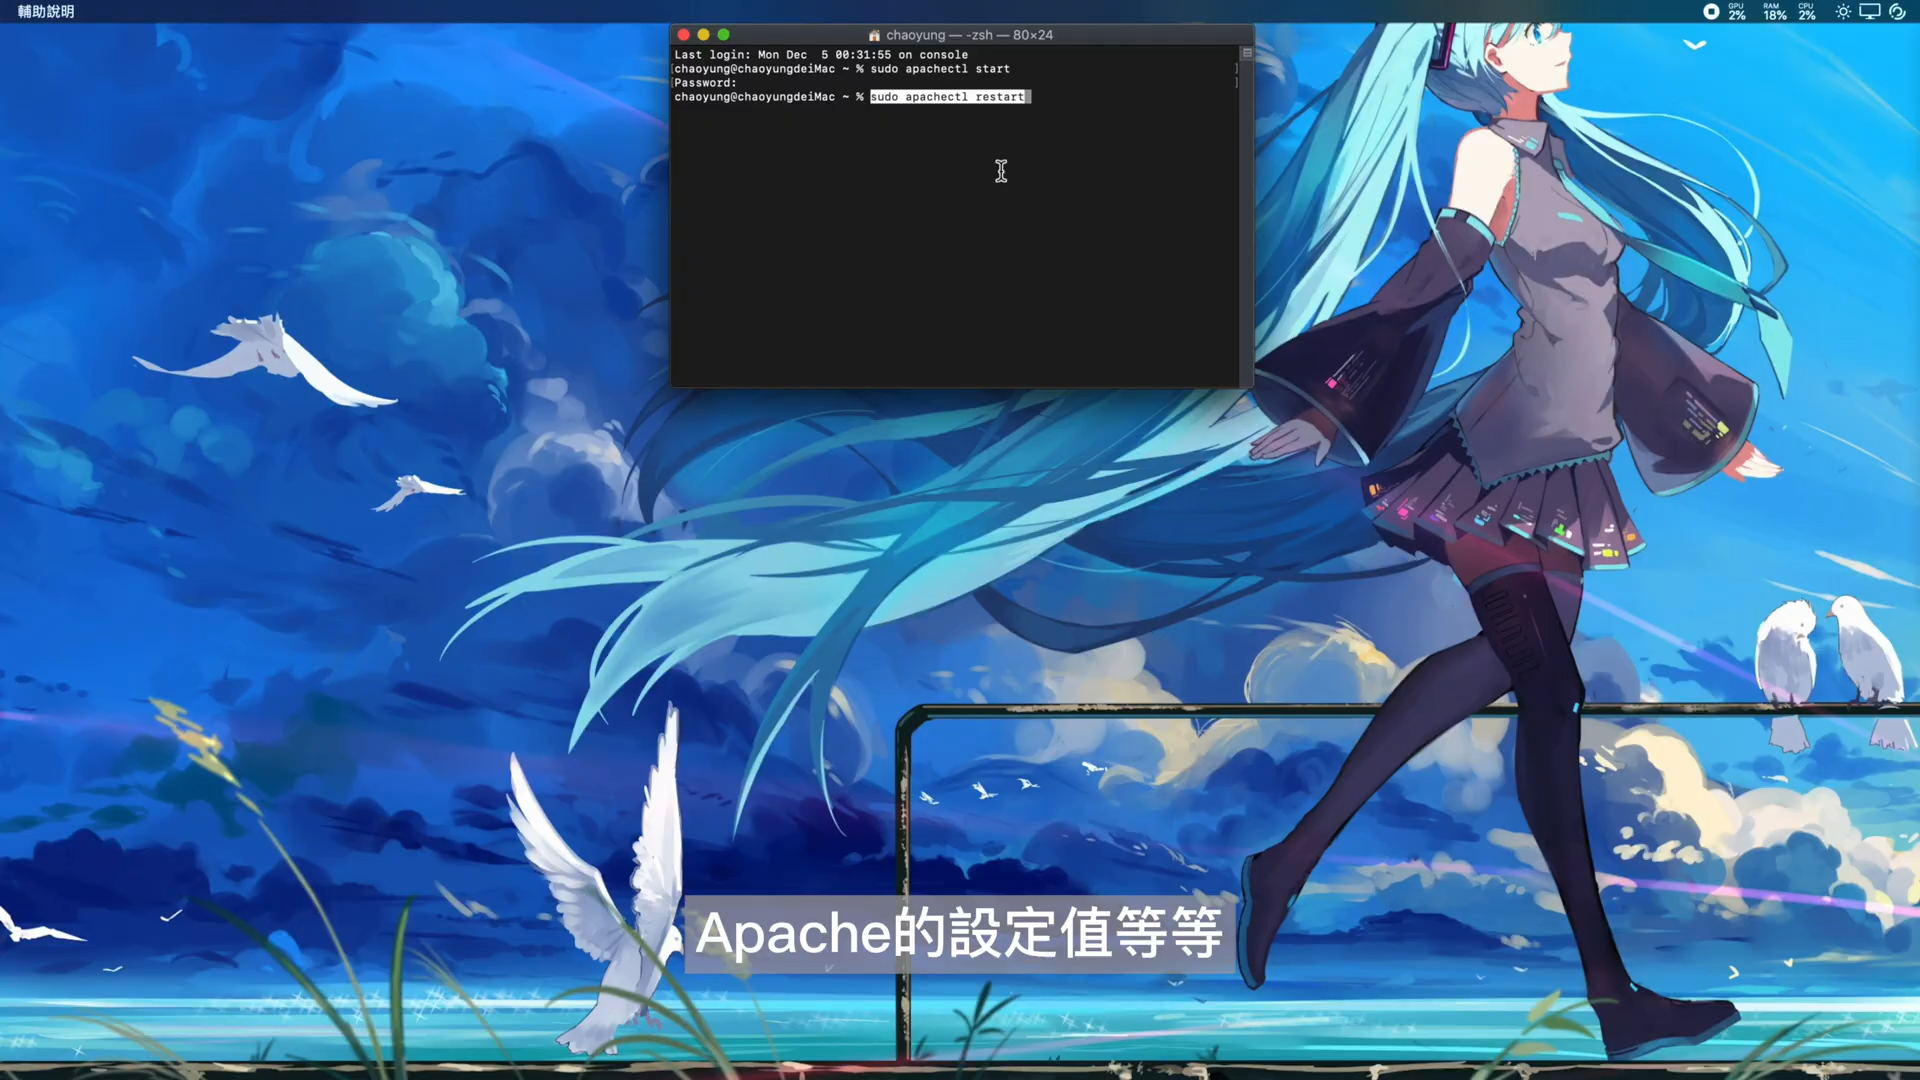 輔助說明
GPU 2% RAM 18% CPU 2%
chaoyung — -zsh — 80×24
Last login: Mon Dec  5 00:31:55 on console
[chaoyung@chaoyungdeiMac ~ % sudo apachectl start ]
[Password: ]
chaoyung@chaoyungdeiMac ~ % sudo apachectl restart
Apache的設定值等等